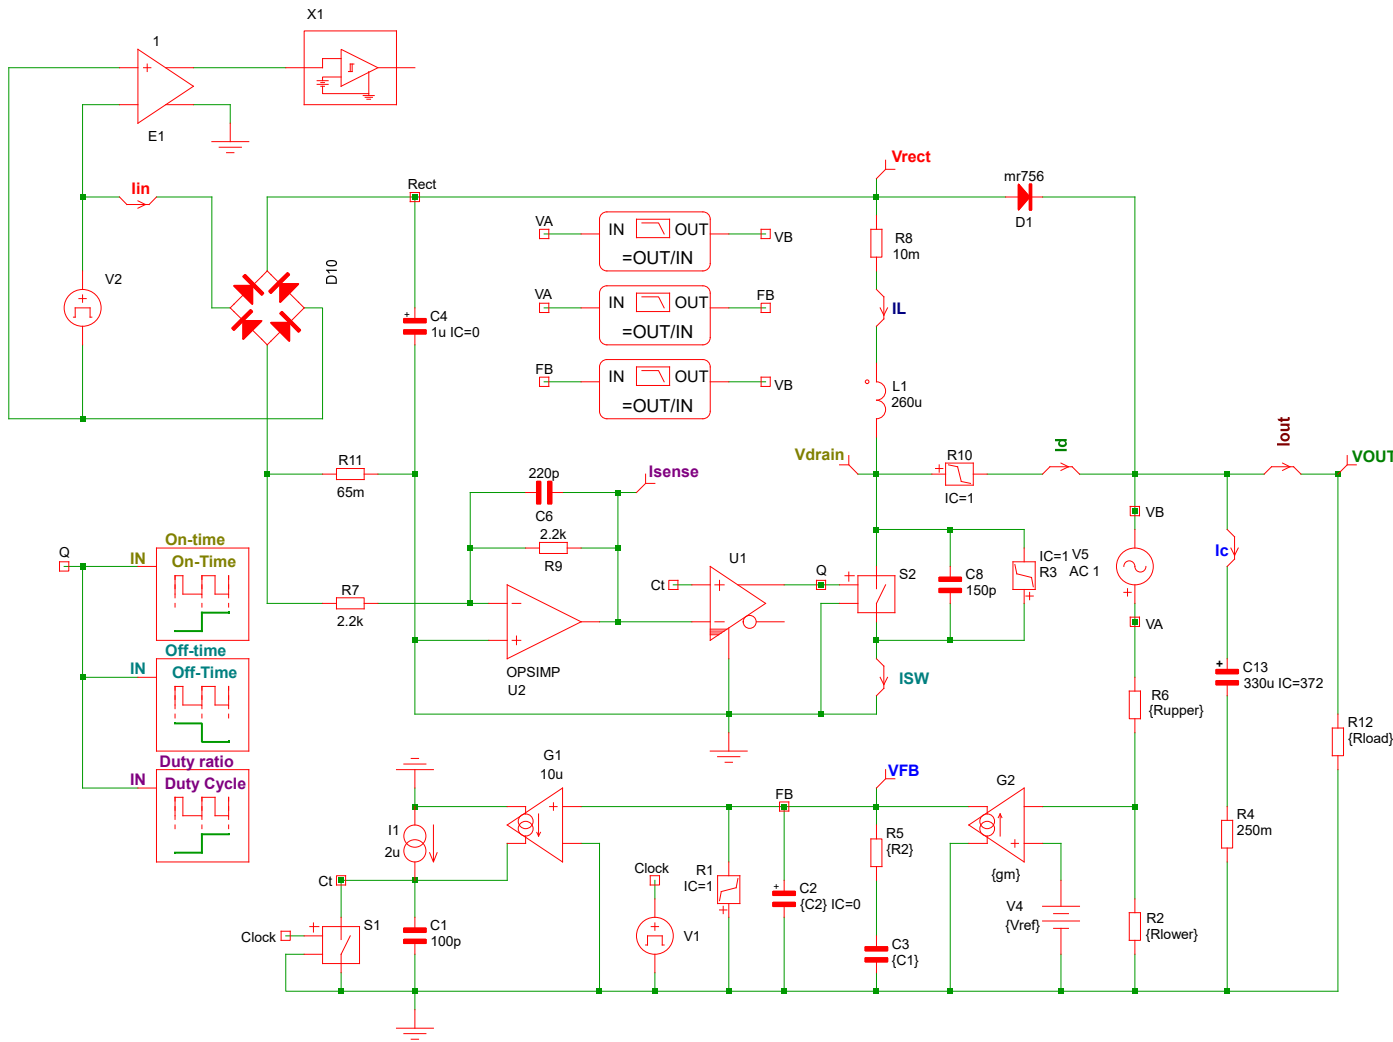 X1
1
E1
Iin
V2
D10
Rect
C4
1u IC=0
VA
IN
OUT
=OUT/IN
VB
VA
IN
OUT
=OUT/IN
FB
FB
IN
OUT
=OUT/IN
VB
Vrect
mr756
D1
R8
10m
IL
L1
260u
Vdrain
R10
IC=1
Id
Iout
VOUT
R11
65m
220p
C6
Isense
2.2k
R9
R7
2.2k
OPSIMP
U2
U1
Ct
Q
S2
C8
150p
IC=1
R3
V5
AC 1
VB
VA
Ic
C13
330u IC=372
ISW
R6
{Rupper}
R12
{Rload}
R4
250m
Q
On-time
IN
On-Time
Off-time
IN
Off-Time
Duty ratio
IN
Duty Cycle
G1
10u
I1
2u
Ct
Clock
S1
C1
100p
Clock
V1
R1
IC=1
FB
C2
{C2} IC=0
VFB
R5
{R2}
C3
{C1}
G2
{gm}
V4
{Vref}
R2
{Rlower}